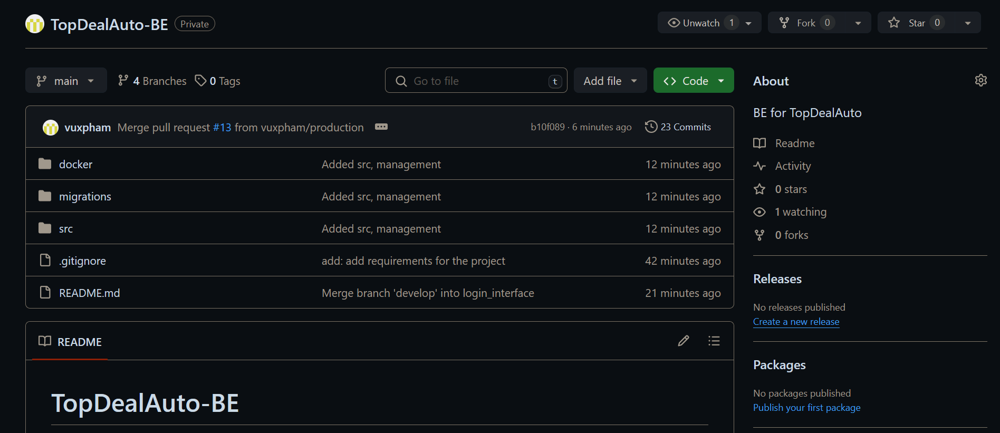 TopDealAuto-BE Private
Unwatch 1 Fork 0 Star 0
main 4 Branches 0 Tags Go to file t Add file Code
vuxpham Merge pull request #13 from vuxpham/production b10f089 · 6 minutes ago 23 Commits
docker Added src, management 12 minutes ago
migrations Added src, management 12 minutes ago
src Added src, management 12 minutes ago
.gitignore add: add requirements for the project 42 minutes ago
README.md Merge branch 'develop' into login_interface 21 minutes ago
README
TopDealAuto-BE
About
BE for TopDealAuto
Readme
Activity
0 stars
1 watching
0 forks
Releases
No releases published
Create a new release
Packages
No packages published
Publish your first package